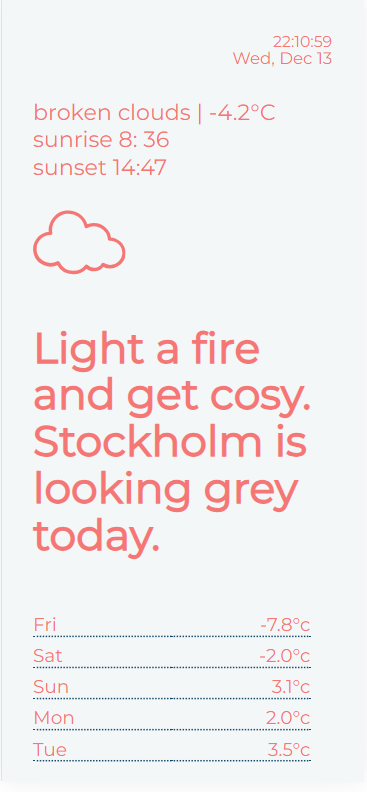 22:10:59
Wed, Dec 13
broken clouds | -4.2°C
sunrise 8: 36
sunset 14:47
Light a fire
and get cosy.
Stockholm is
looking grey
today.
Fri -7.8°c
Sat -2.0°c
Sun 3.1°c
Mon 2.0°c
Tue 3.5°c